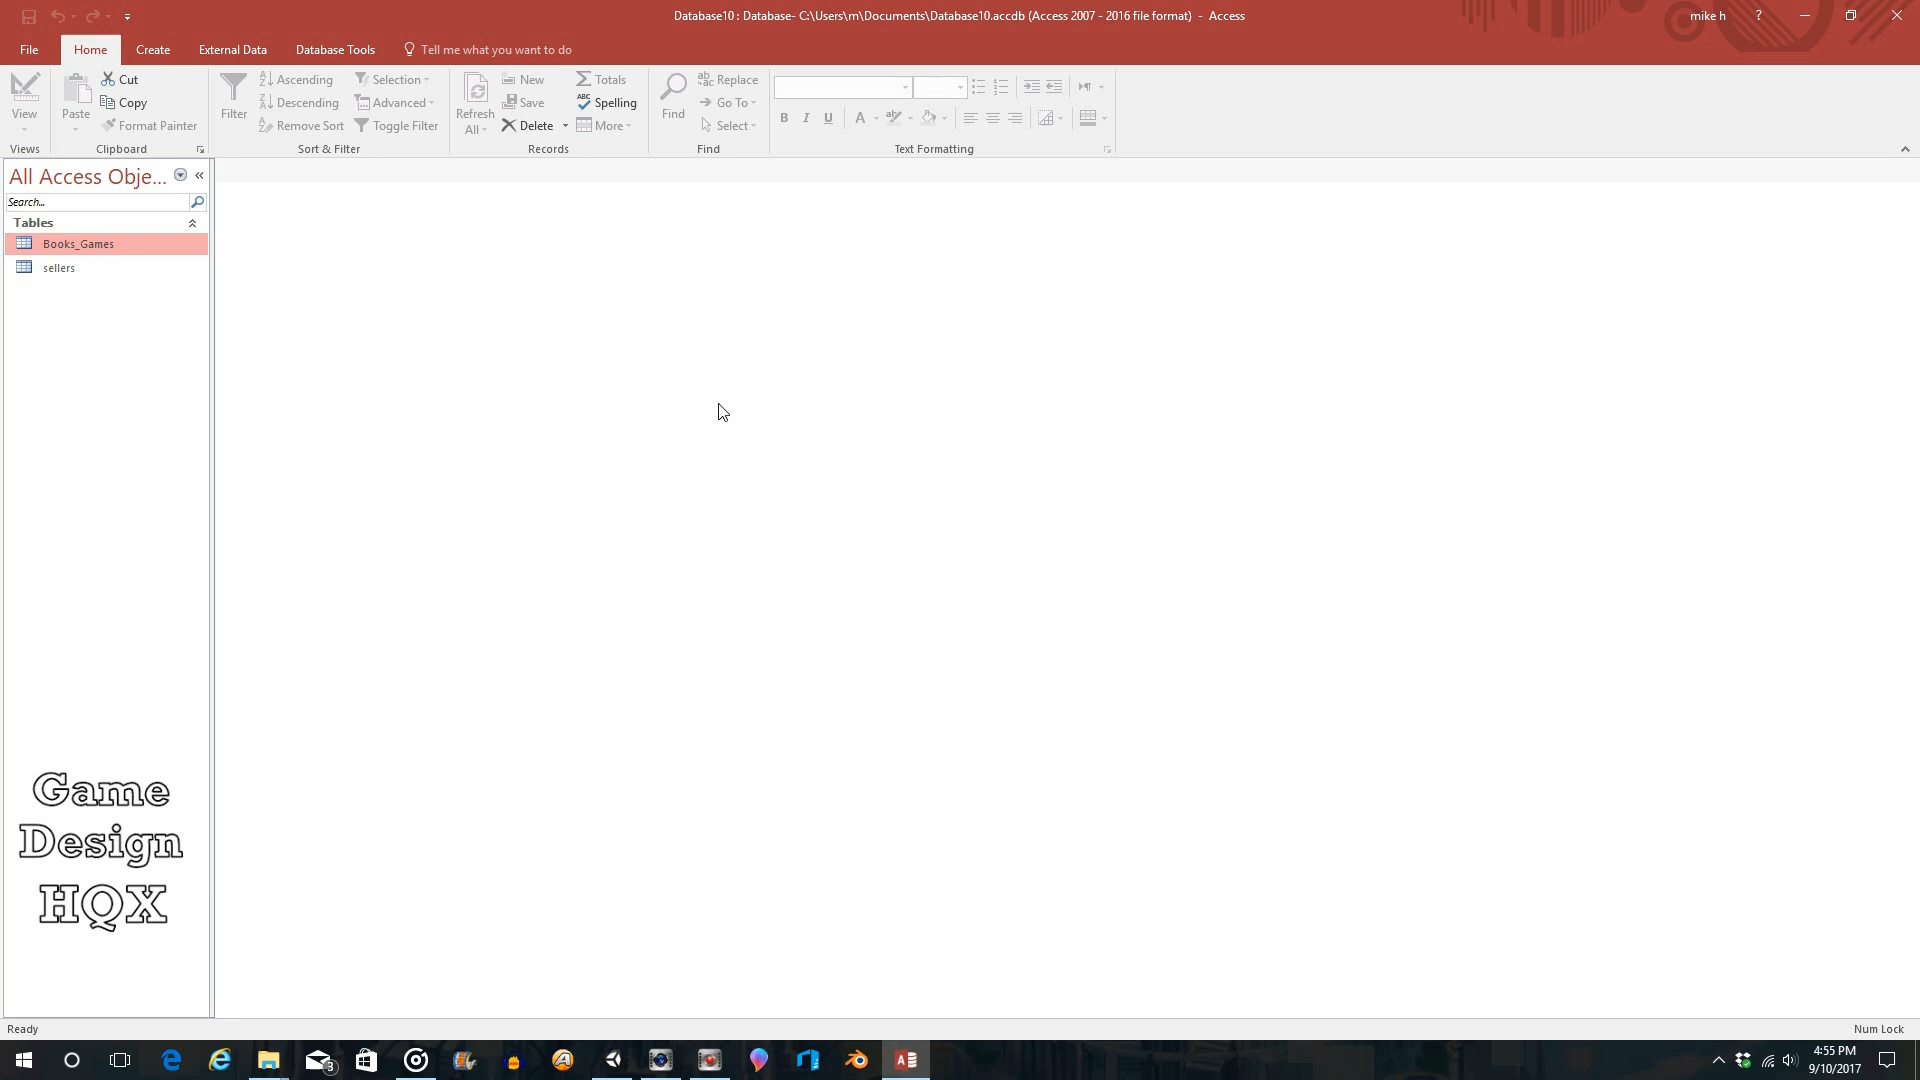 Database10 : Database- C:\Users\m\Documents\Database10.accdb (Access 2007 - 2016 file format) - Access
mike h
?
File
Home
Create
External Data
Database Tools
Tell me what you want to do
View
Views
Paste
Cut
Copy
Format Painter
Clipboard
Filter
Ascending
Descending
Remove Sort
Selection
Advanced
Toggle Filter
Sort & Filter
Refresh
All
New
Save
Delete
Totals
Spelling
More
Records
Find
Replace
Go To
Select
Find
B I U A
Text Formatting
All Access Obje...
Search...
Tables
Books_Games
sellers
Game
Design
HQX
Ready
Num Lock
3
4:55 PM
9/10/2017